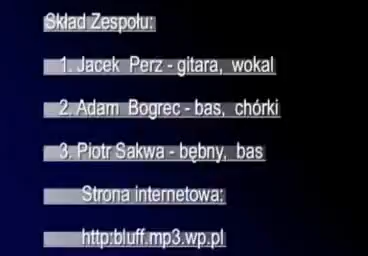 Skład Zespołu:
1. Jacek Perz - gitara, wokal
2. Adam Bogrec - bas, chórki
3. Piotr Sakwa - bębny, bas
Strona internetowa:
http:bluff.mp3.wp.pl